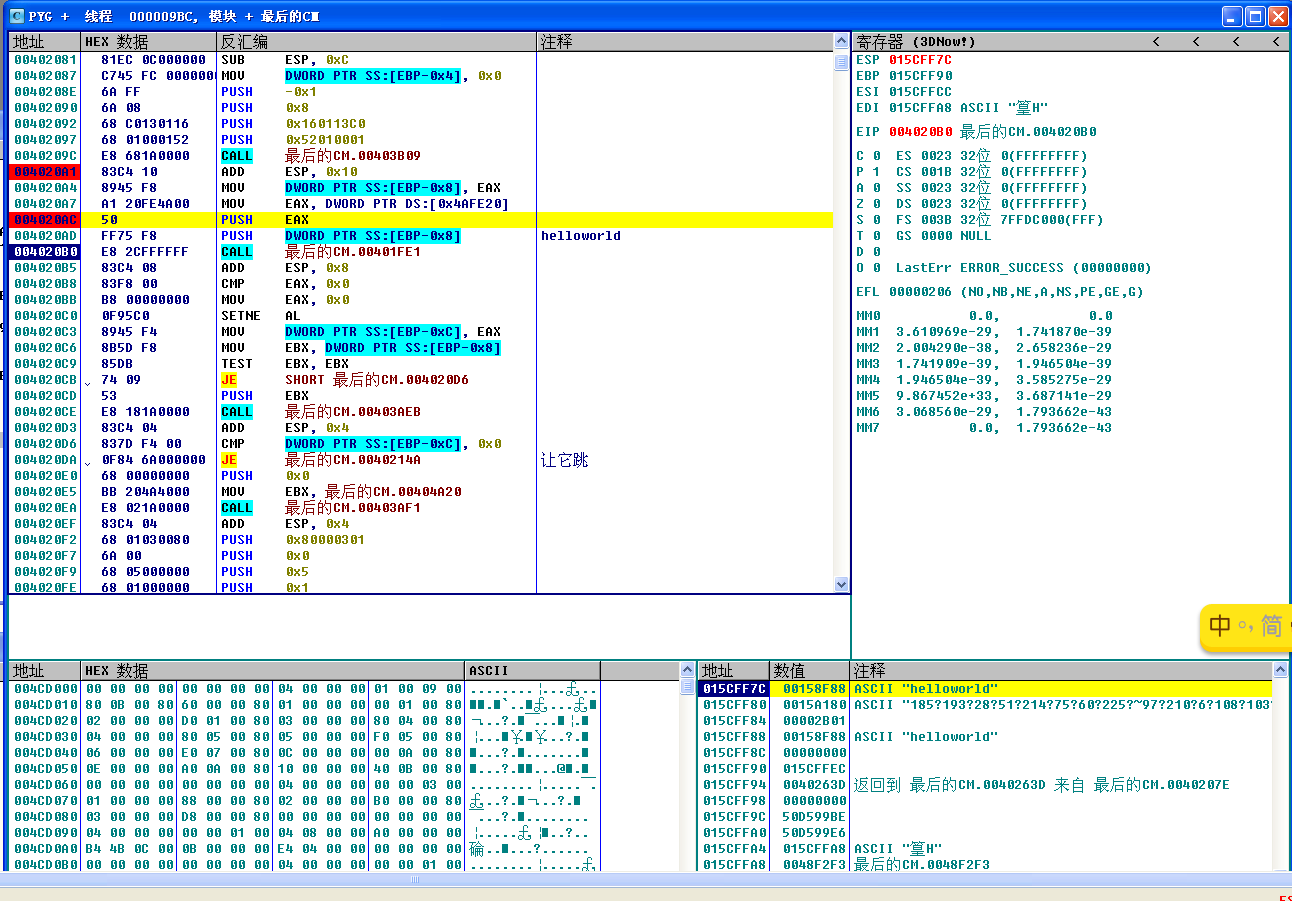 PYG + 线程 000009BC, 模块 + 最后的CM
地址 HEX 数据 反汇编 注释
00402081 81EC 0C000000 SUB ESP, 0xC
00402087 C745 FC 0000000 MOV DWORD PTR SS:[EBP-0x4], 0x0
0040208E 6A FF PUSH -0x1
00402090 6A 08 PUSH 0x8
00402092 68 C0130116 PUSH 0x160113C0
00402097 68 01000152 PUSH 0x52010001
0040209C E8 681A0000 CALL 最后的CM.00403B09
004020A1 83C4 10 ADD ESP, 0x10
004020A4 8945 F8 MOV DWORD PTR SS:[EBP-0x8], EAX
004020A7 A1 20FE4A00 MOV EAX, DWORD PTR DS:[0x4AFE20]
004020AC 50 PUSH EAX
004020AD FF75 F8 PUSH DWORD PTR SS:[EBP-0x8] helloworld
004020B0 E8 2CFFFFFF CALL 最后的CM.00401FE1
004020B5 83C4 08 ADD ESP, 0x8
004020B8 83F8 00 CMP EAX, 0x0
004020BB B8 00000000 MOV EAX, 0x0
004020C0 0F95C0 SETNE AL
004020C3 8945 F4 MOV DWORD PTR SS:[EBP-0xC], EAX
004020C6 8B5D F8 MOV EBX, DWORD PTR SS:[EBP-0x8]
004020C9 85DB TEST EBX, EBX
004020CB 74 09 JE SHORT 最后的CM.004020D6
004020CD 53 PUSH EBX
004020CE E8 181A0000 CALL 最后的CM.00403AEB
004020D3 83C4 04 ADD ESP, 0x4
004020D6 837D F4 00 CMP DWORD PTR SS:[EBP-0xC], 0x0
004020DA 0F84 6A000000 JE 最后的CM.0040214A 让它跳
004020E0 68 00000000 PUSH 0x0
004020E5 BB 204A4000 MOV EBX, 最后的CM.00404A20
004020EA E8 021A0000 CALL 最后的CM.00403AF1
004020EF 83C4 04 ADD ESP, 0x4
004020F2 68 01030080 PUSH 0x80000301
004020F7 6A 00 PUSH 0x0
004020F9 68 05000000 PUSH 0x5
004020FE 68 01000000 PUSH 0x1
寄存器 (3DNow!) < < < <
ESP 015CFF7C
EBP 015CFF90
ESI 015CFFCC
EDI 015CFFA8 ASCII "篁H"
EIP 004020B0 最后的CM.004020B0
C 0 ES 0023 32位 0(FFFFFFFF)
P 1 CS 001B 32位 0(FFFFFFFF)
A 0 SS 0023 32位 0(FFFFFFFF)
Z 0 DS 0023 32位 0(FFFFFFFF)
S 0 FS 003B 32位 7FFDC000(FFF)
T 0 GS 0000 NULL
D 0
O 0 LastErr ERROR_SUCCESS (00000000)
EFL 00000206 (NO,NB,NE,A,NS,PE,GE,G)
MM0 0.0, 0.0
MM1 3.610969e-29, 1.741870e-39
MM2 2.004290e-38, 2.658236e-29
MM3 1.741909e-39, 1.946504e-39
MM4 1.946504e-39, 3.585275e-29
MM5 9.867452e+33, 3.687141e-29
MM6 3.068560e-29, 1.793662e-43
MM7 0.0, 1.793662e-43
中 简
地址 HEX 数据 ASCII
004CD000 00 00 00 00 00 00 00 00 04 00 00 00 01 00 09 00
004CD010 80 0B 00 80 60 00 00 80 01 00 00 00 00 01 00 80
004CD020 02 00 00 00 D0 01 00 80 03 00 00 00 80 04 00 80
004CD030 04 00 00 00 80 05 00 80 05 00 00 00 F0 05 00 80
004CD040 06 00 00 00 E0 07 00 80 0C 00 00 00 00 0A 00 80
004CD050 0E 00 00 00 A0 0A 00 80 10 00 00 00 40 0B 00 80
004CD060 00 00 00 00 00 00 00 00 04 00 00 00 00 00 03 00
004CD070 01 00 00 00 88 00 00 80 02 00 00 00 B0 00 00 80
004CD080 03 00 00 00 D8 00 00 80 00 00 00 00 00 00 00 00
004CD090 04 00 00 00 00 00 01 00 04 08 00 00 A0 00 00 00
004CD0A0 B4 4B 0C 00 0B 00 00 00 E4 04 00 00 00 00 00 00
004CD0B0 00 00 00 00 00 00 00 00 04 00 00 00 00 00 01 00
地址 数值 注释
015CFF7C 00158F88 ASCII "helloworld"
015CFF80 0015A180 ASCII "185?193?28?51?214?75?60?225?~97?210?6?108?103?
015CFF84 00002B01
015CFF88 00158F88 ASCII "helloworld"
015CFF8C 00000000
015CFF90 015CFFEC
015CFF94 0040263D 返回到 最后的CM.0040263D 来自 最后的CM.0040207E
015CFF98 00000000
015CFF9C 50D599BE
015CFFA0 50D599E6
015CFFA4 015CFFA8 ASCII "篁H"
015CFFA8 0048F2F3 最后的CM.0048F2F3